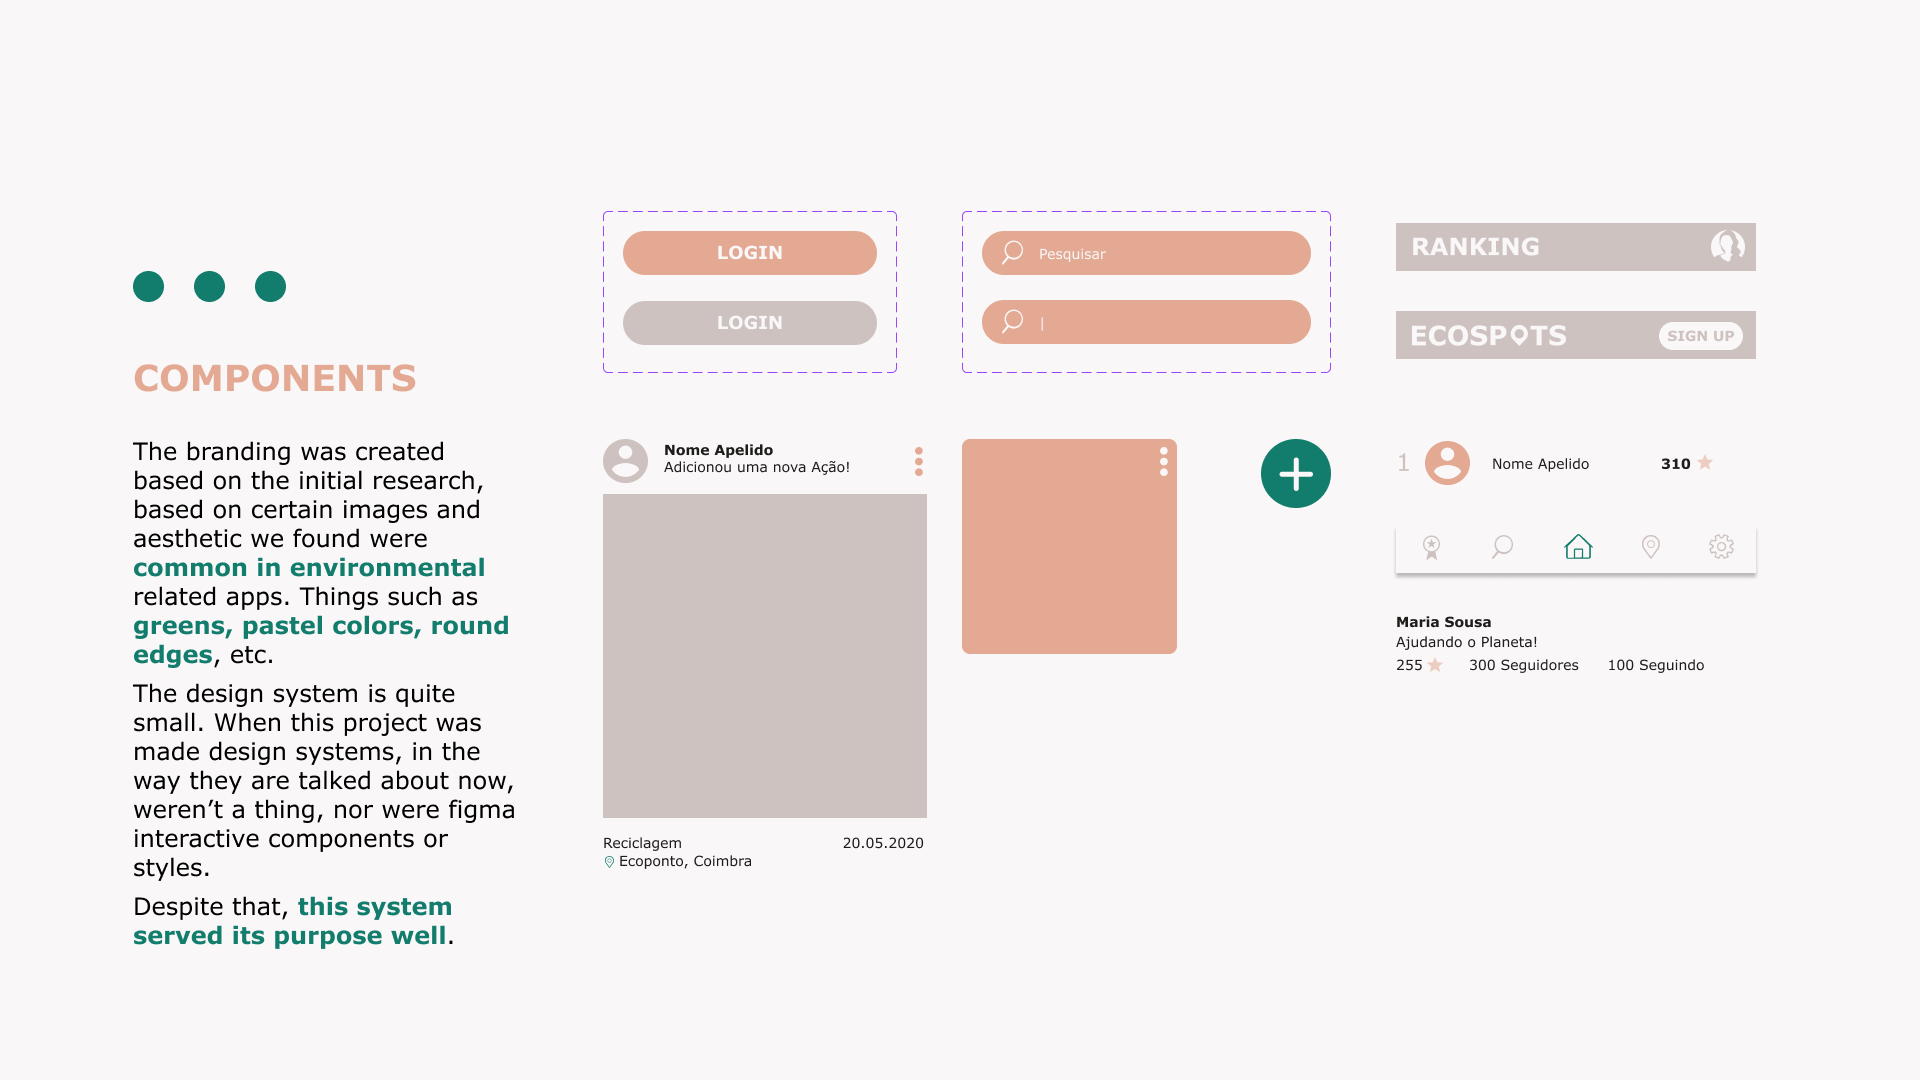 COMPONENTS
The branding was created
based on the initial research,
based on certain images and
aesthetic we found were
common in environmental
related apps. Things such as
greens, pastel colors, round
edges, etc.
The design system is quite
small. When this project was
made design systems, in the
way they are talked about now,
weren’t a thing, nor were figma
interactive components or
styles.
Despite that, this system
served its purpose well.
LOGIN
LOGIN
Pesquisar
|
RANKING
ECOSPOTS
SIGN UP
Nome Apelido
Adicionou uma nova Ação!
Reciclagem
20.05.2020
Ecoponto, Coimbra
1
Nome Apelido
310
Maria Sousa
Ajudando o Planeta!
255
300 Seguidores
100 Seguindo